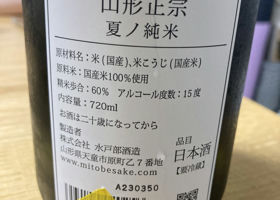 山形正宗
夏ノ純米
原材料名：米(国産)、米こうじ(国産米)
原料米：国産米100％使用
精米歩合：60％ アルコール度数：15度
内容量：720ml
お酒は二十歳になってから
製造者
株式会社 水戸部酒造
山形県天童市原町乙7番地
www.mitobesake.com
品目
日本酒
【要冷蔵】
A230350